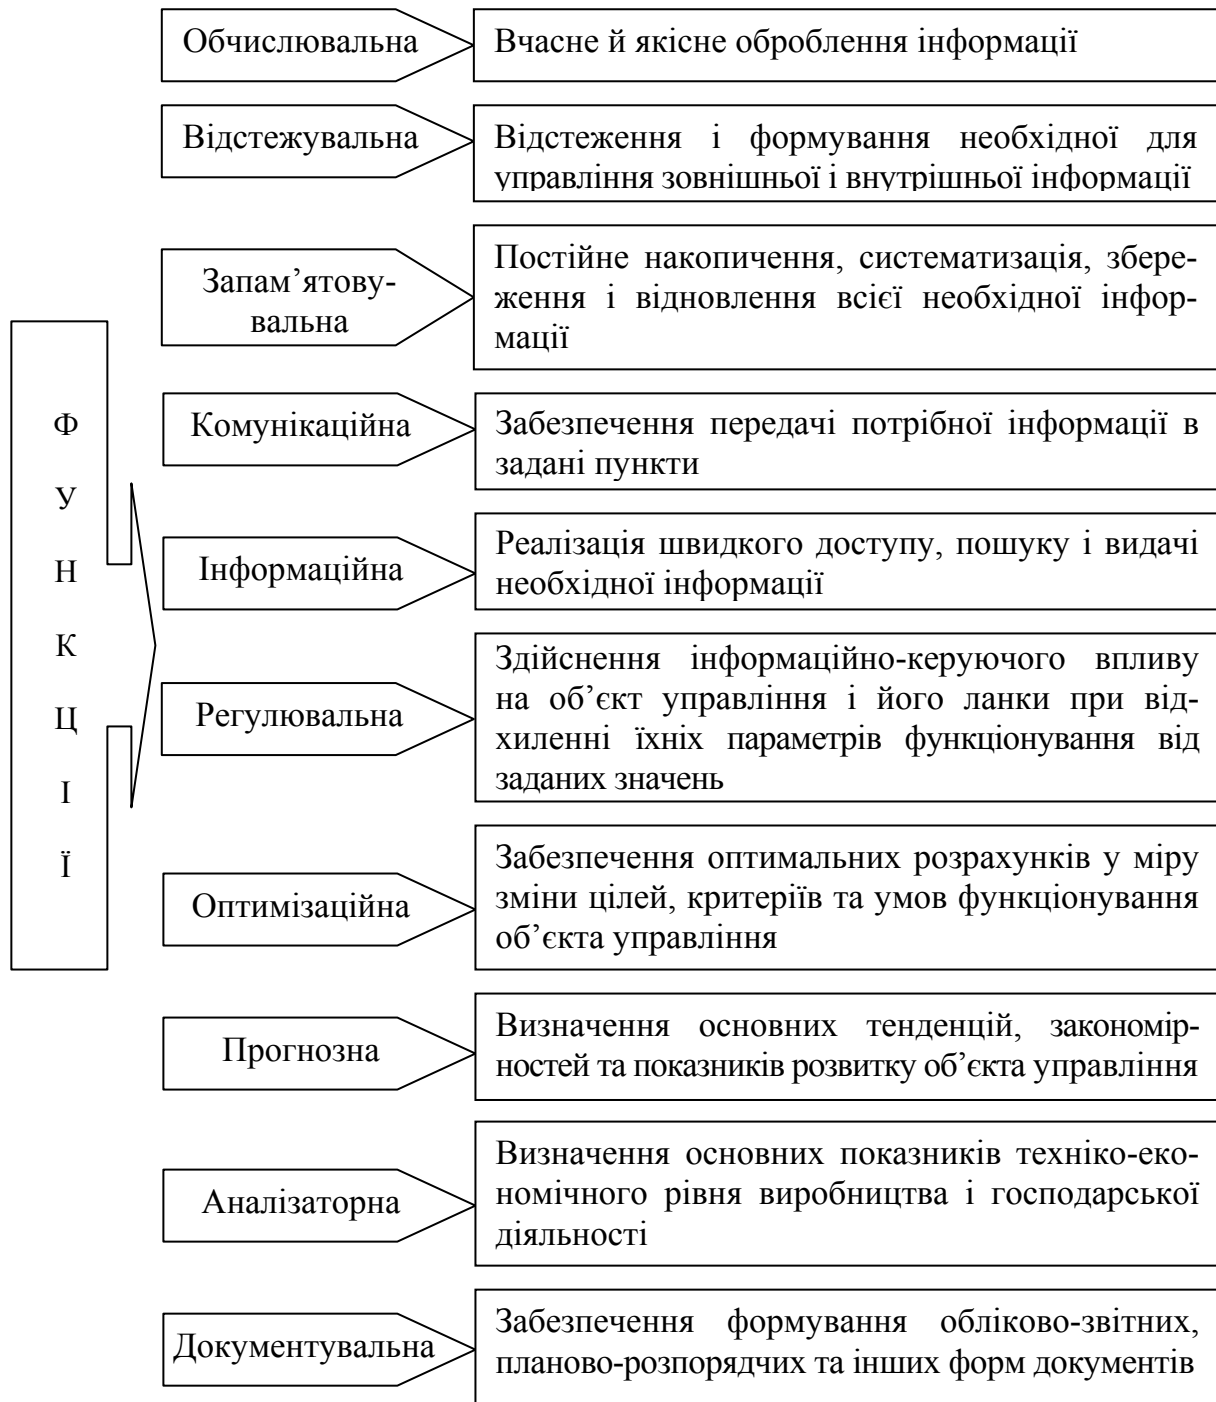 Обчислювальна
Вчасне й якісне оброблення інформації
Відстежувальна
Відстеження і формування необхідної для
управління зовнішньої і внутрішньої інформації
Запам’ятову-
вальна
Постійне накопичення, систематизація, збере-
ження і відновлення всієї необхідної інфор-
мації
Ф
У
Н
К
Ц
І
Ї
Комунікаційна
Забезпечення передачі потрібної інформації в
задані пункти
Інформаційна
Реалізація швидкого доступу, пошуку і видачі
необхідної інформації
Регулювальна
Здійснення інформаційно-керуючого впливу
на об’єкт управління і його ланки при від-
хиленні їхніх параметрів функціонування від
заданих значень
Оптимізаційна
Забезпечення оптимальних розрахунків у міру
зміни цілей, критеріїв та умов функціонування
об’єкта управління
Прогнозна
Визначення основних тенденцій, закономір-
ностей та показників розвитку об’єкта управління
Аналізаторна
Визначення основних показників техніко-еко-
номічного рівня виробництва і господарської
діяльності
Документувальна
Забезпечення формування обліково-звітних,
планово-розпорядчих та інших форм документів